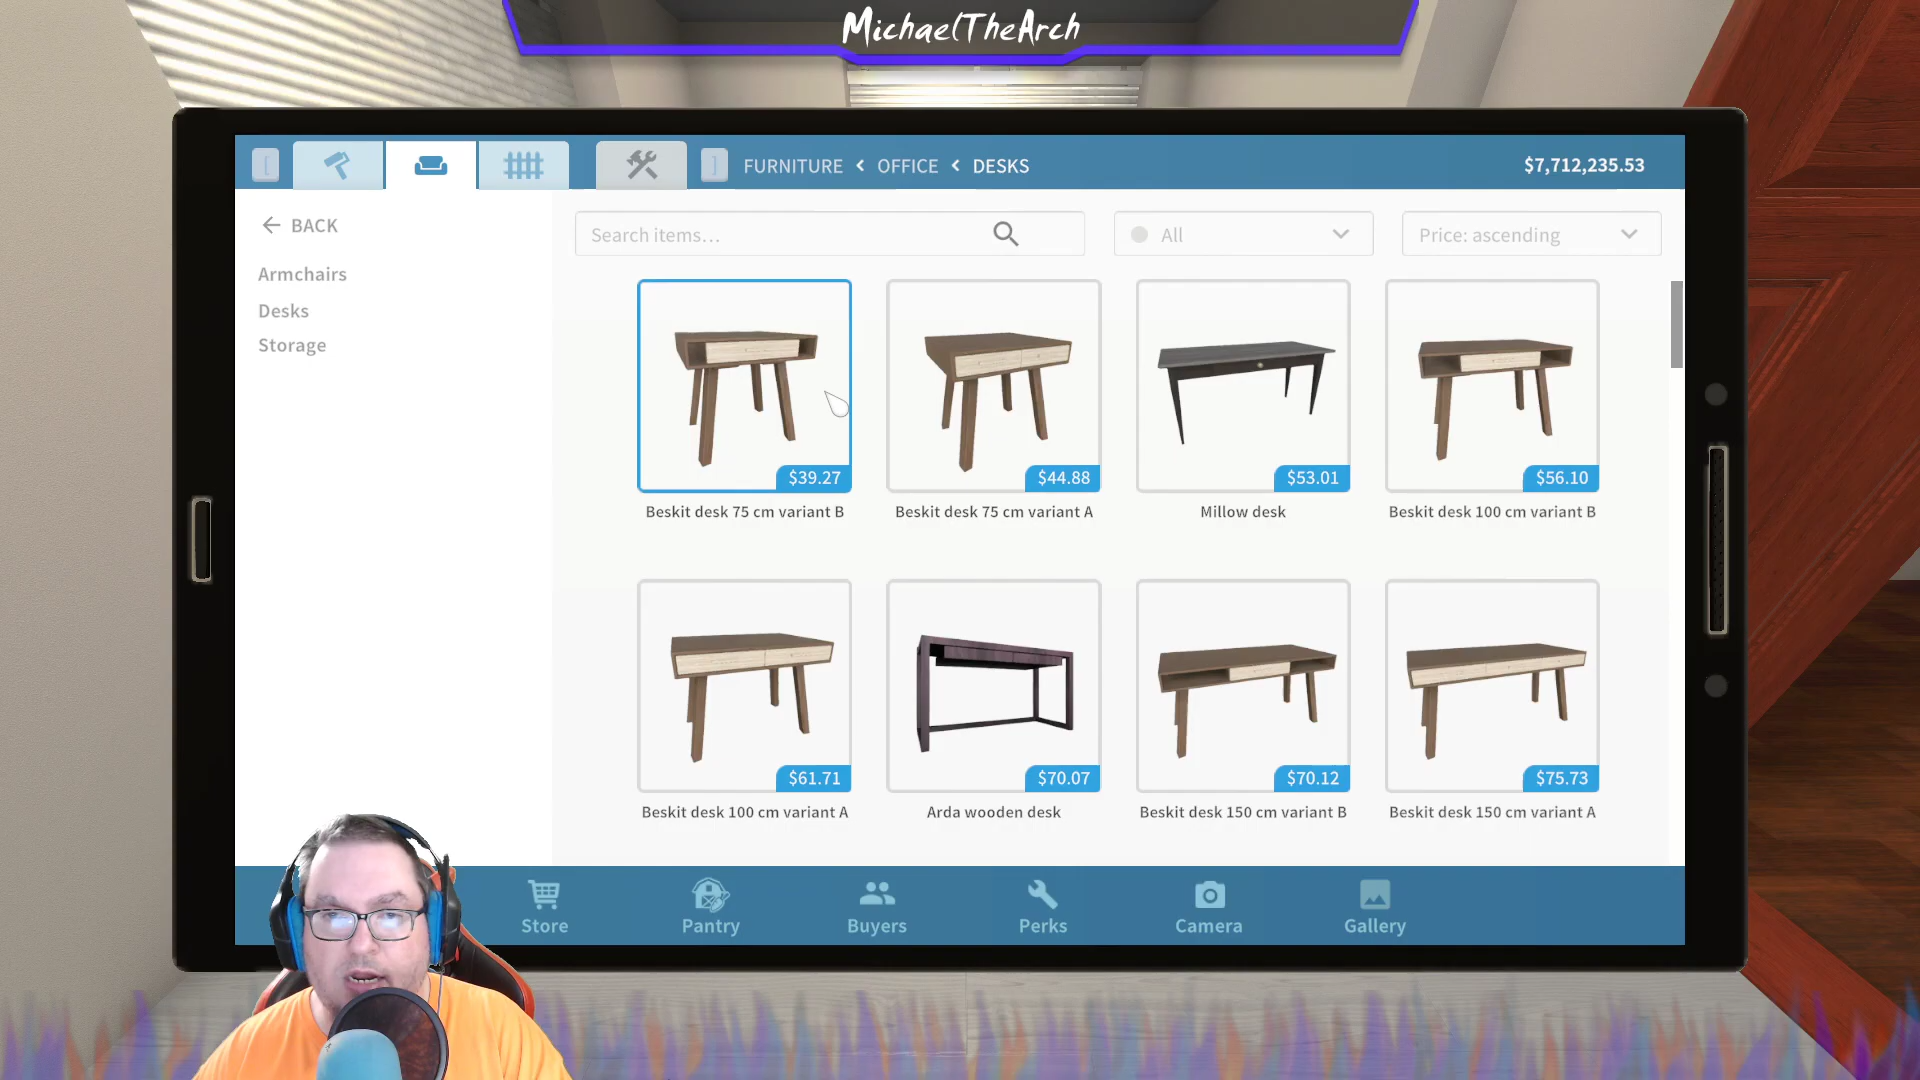 MichaelTheArch
[
]
FURNITURE < OFFICE < DESKS
$7,712,235.53
BACK
Armchairs
Desks
Storage
Search items...
All
Price: ascending
$39.27
$44.88
$53.01
$56.10
Beskit desk 75 cm variant B
Beskit desk 75 cm variant A
Millow desk
Beskit desk 100 cm variant B
$61.71
$70.07
$70.12
$75.73
Beskit desk 100 cm variant A
Arda wooden desk
Beskit desk 150 cm variant B
Beskit desk 150 cm variant A
Store
Pantry
Buyers
Perks
Camera
Gallery